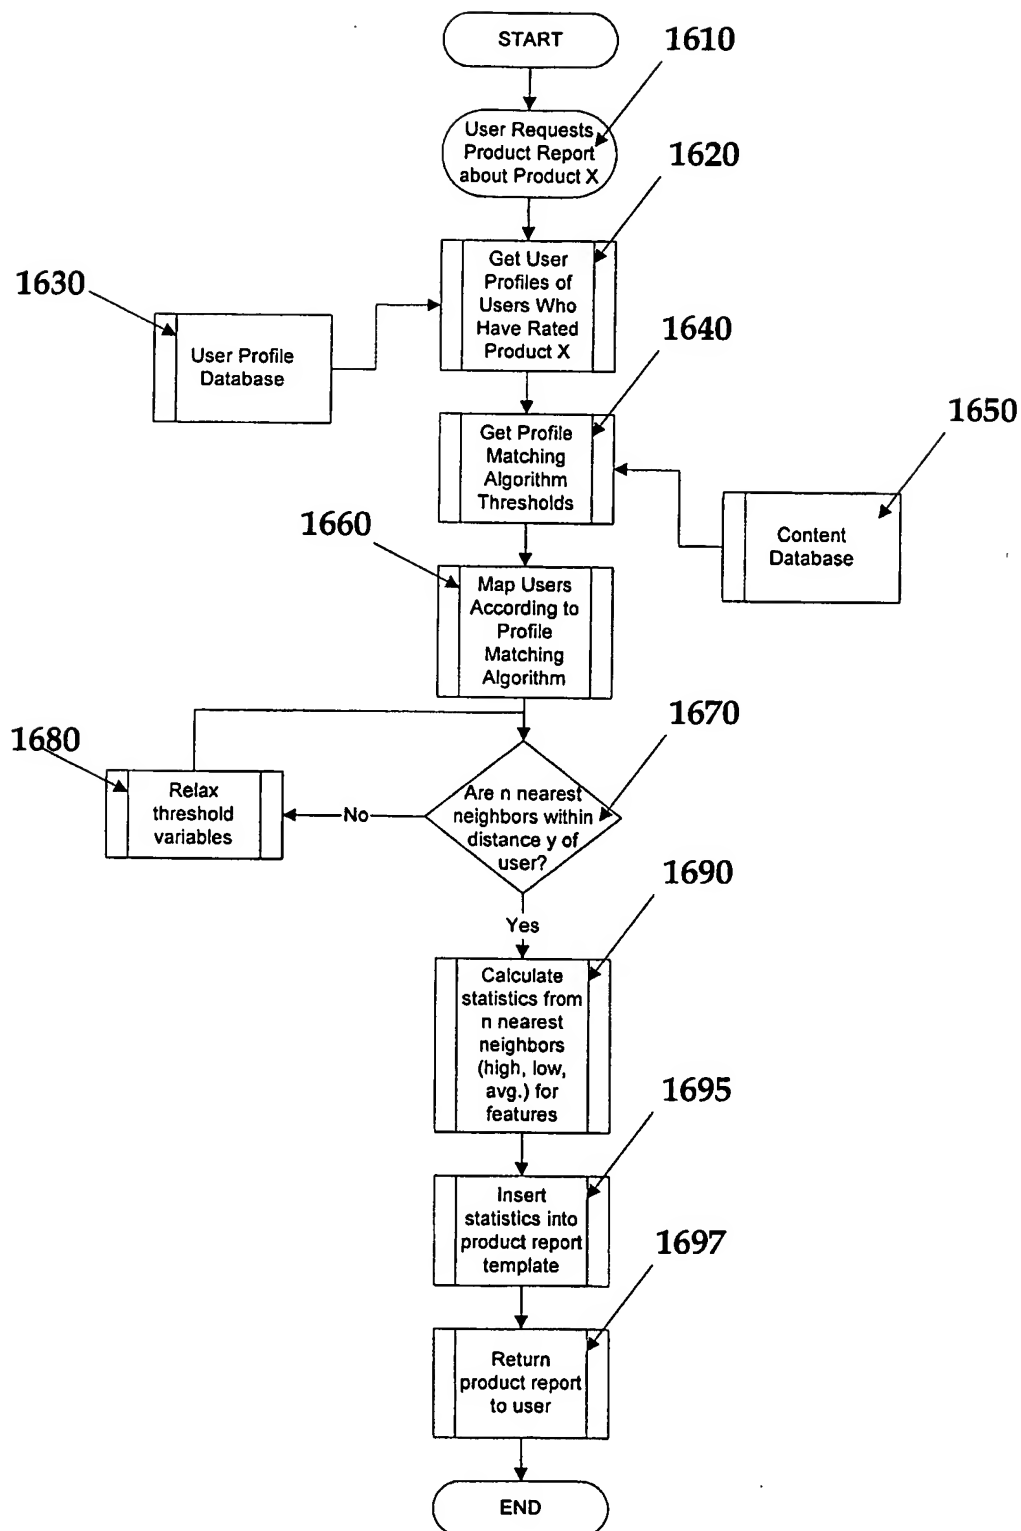 START
1610
User Requests
Product Report
about Product X
1620
Get User
Profiles of
Users Who
Have Rated
Product X
1630
User Profile
Database
1640
Get Profile
Matching
Algorithm
Thresholds
1650
Content
Database
1660
Map Users
According to
Profile
Matching
Algorithm
1670
Are n nearest
neighbors within
distance y of
user?
1680
Relax
threshold
variables
No
Yes
1690
Calculate
statistics from
n nearest
neighbors
(high, low,
avg.) for
features
1695
Insert
statistics into
product report
template
1697
Return
product report
to user
END